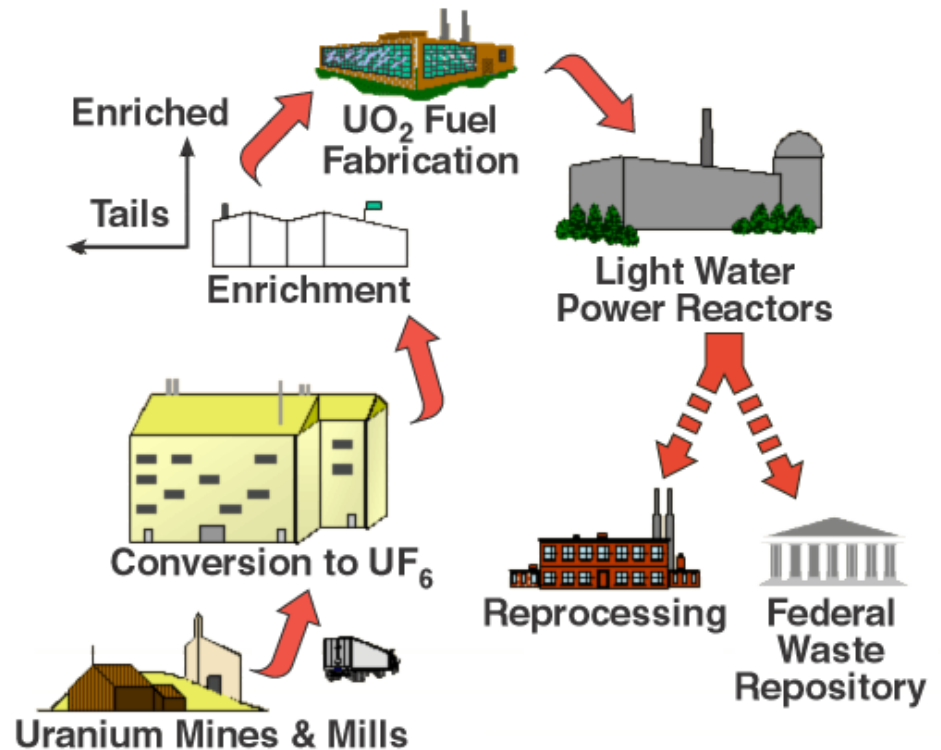 Enriched
Tails
UO₂ Fuel
Fabrication
Enrichment
Light Water
Power Reactors
Conversion to UF₆
Reprocessing
Federal
Waste
Repository
Uranium Mines & Mills